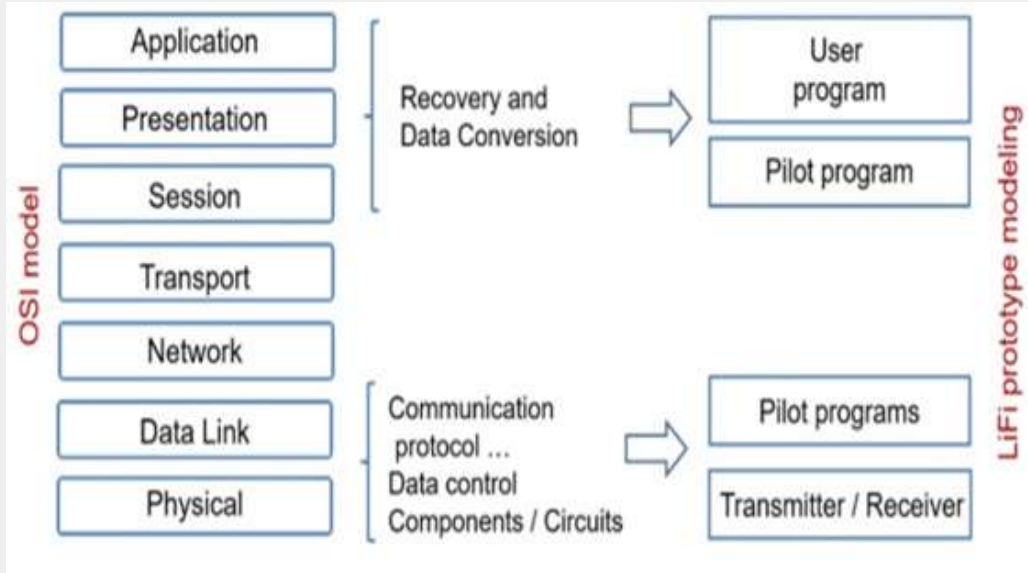 OSI model
Application
Presentation
Session
Transport
Network
Data Link
Physical
Recovery and
Data Conversion
Communication
protocol ...
Data control
Components / Circuits
User
program
Pilot program
Pilot programs
Transmitter / Receiver
LiFi prototype modeling